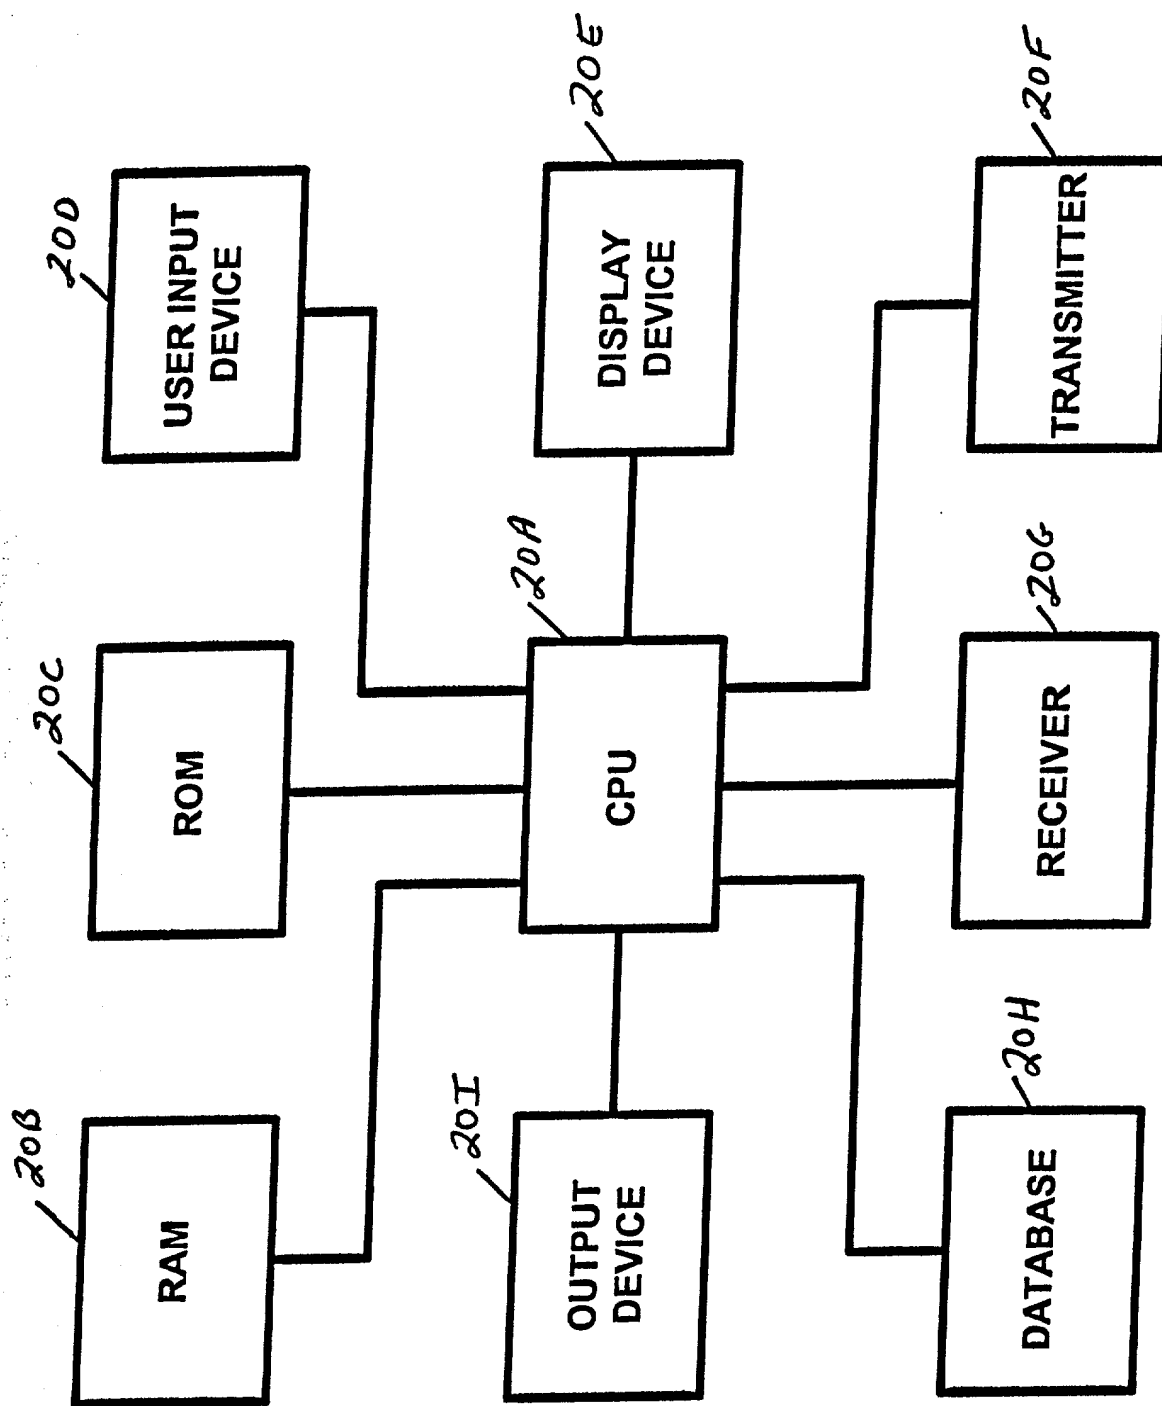 20B
20C
20D
RAM
ROM
USER INPUT
DEVICE
20I
20A
20E
OUTPUT
DEVICE
CPU
DISPLAY
DEVICE
20H
20G
20F
DATABASE
RECEIVER
TRANSMITTER